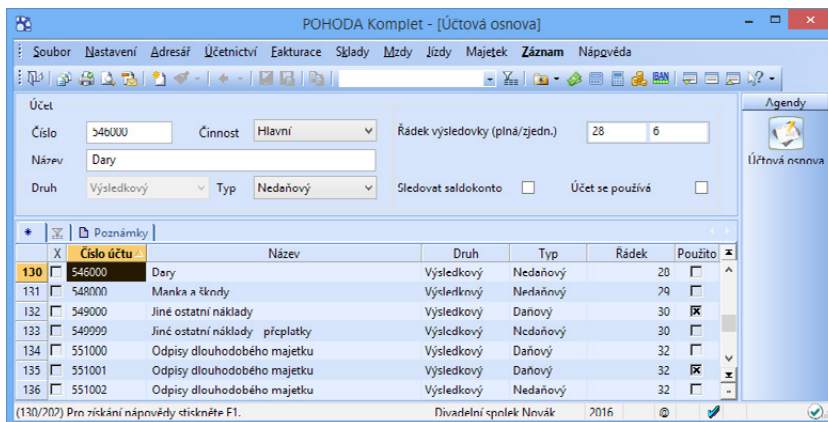 POHODA Komplet - [Účtová osnova]
Soubor Nastavení Adresář Účetnictví Fakturace Sklady Mzdy Jízdy Majetek Záznam Nápověda
Účet
Agendy
Číslo 546000 Činnost Hlavní Řádek výsledovky (plná/zjedn.) 28 6
Název Dary
Účtová osnova
Druh Výsledkový Typ Nedaňový Sledovat saldokonto Účet se používá
Poznámky
X Číslo účtu Název Druh Typ Řádek Použito
130 546000 Dary Výsledkový Nedaňový 28
131 548000 Manka a škody Výsledkový Nedaňový 29
132 549000 Jiné ostatní náklady Výsledkový Daňový 30
133 549999 Jiné ostatní náklady přeplatky Výsledkový Nedaňový 30
134 551000 Odpisy dlouhodobého majetku Výsledkový Daňový 32
135 551001 Odpisy dlouhodobého majetku Výsledkový Daňový 32
136 551002 Odpisy dlouhodobého majetku Výsledkový Nedaňový 32
(130/202) Pro získání nápovědy stiskněte F1. Divadelní spolek Novák 2016 @